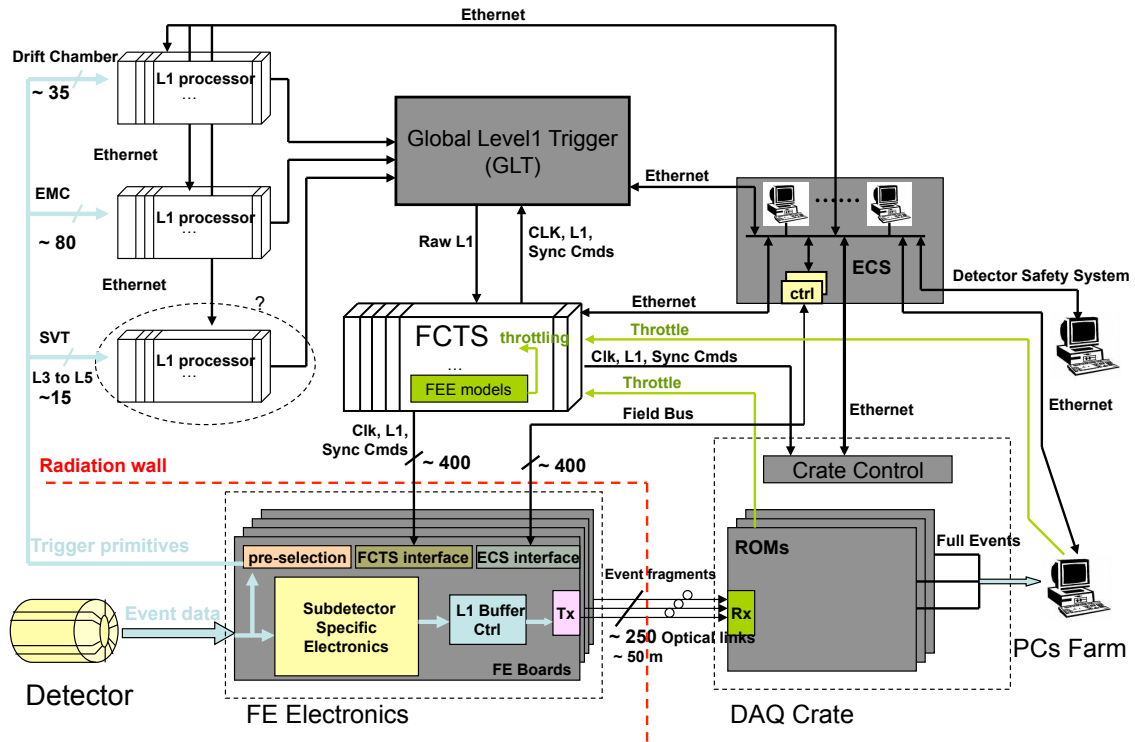 Ethernet
Drift Chamber
L1 processor
...
~ 35
Ethernet
EMC
L1 processor
...
~ 80
Ethernet
?
SVT
L1 processor
...
L3 to L5
~15
Global Level1 Trigger
(GLT)
Ethernet
Raw L1
CLK, L1,
Sync Cmds
ECS
ctrl
Detector Safety System
Ethernet
FCTS
throttling
...
FEE models
Throttle
Clk, L1, Sync Cmds
Throttle
Field Bus
Ethernet
Ethernet
Clk, L1,
Sync Cmds
~ 400
~ 400
Radiation wall
Crate Control
Trigger primitives
pre-selection
FCTS interface
ECS interface
Event data
Subdetector
Specific
Electronics
L1 Buffer
Ctrl
Tx
FE Boards
Event fragments
~ 250 Optical links
~ 50 m
Rx
ROMs
Full Events
PCs Farm
Detector
FE Electronics
DAQ Crate